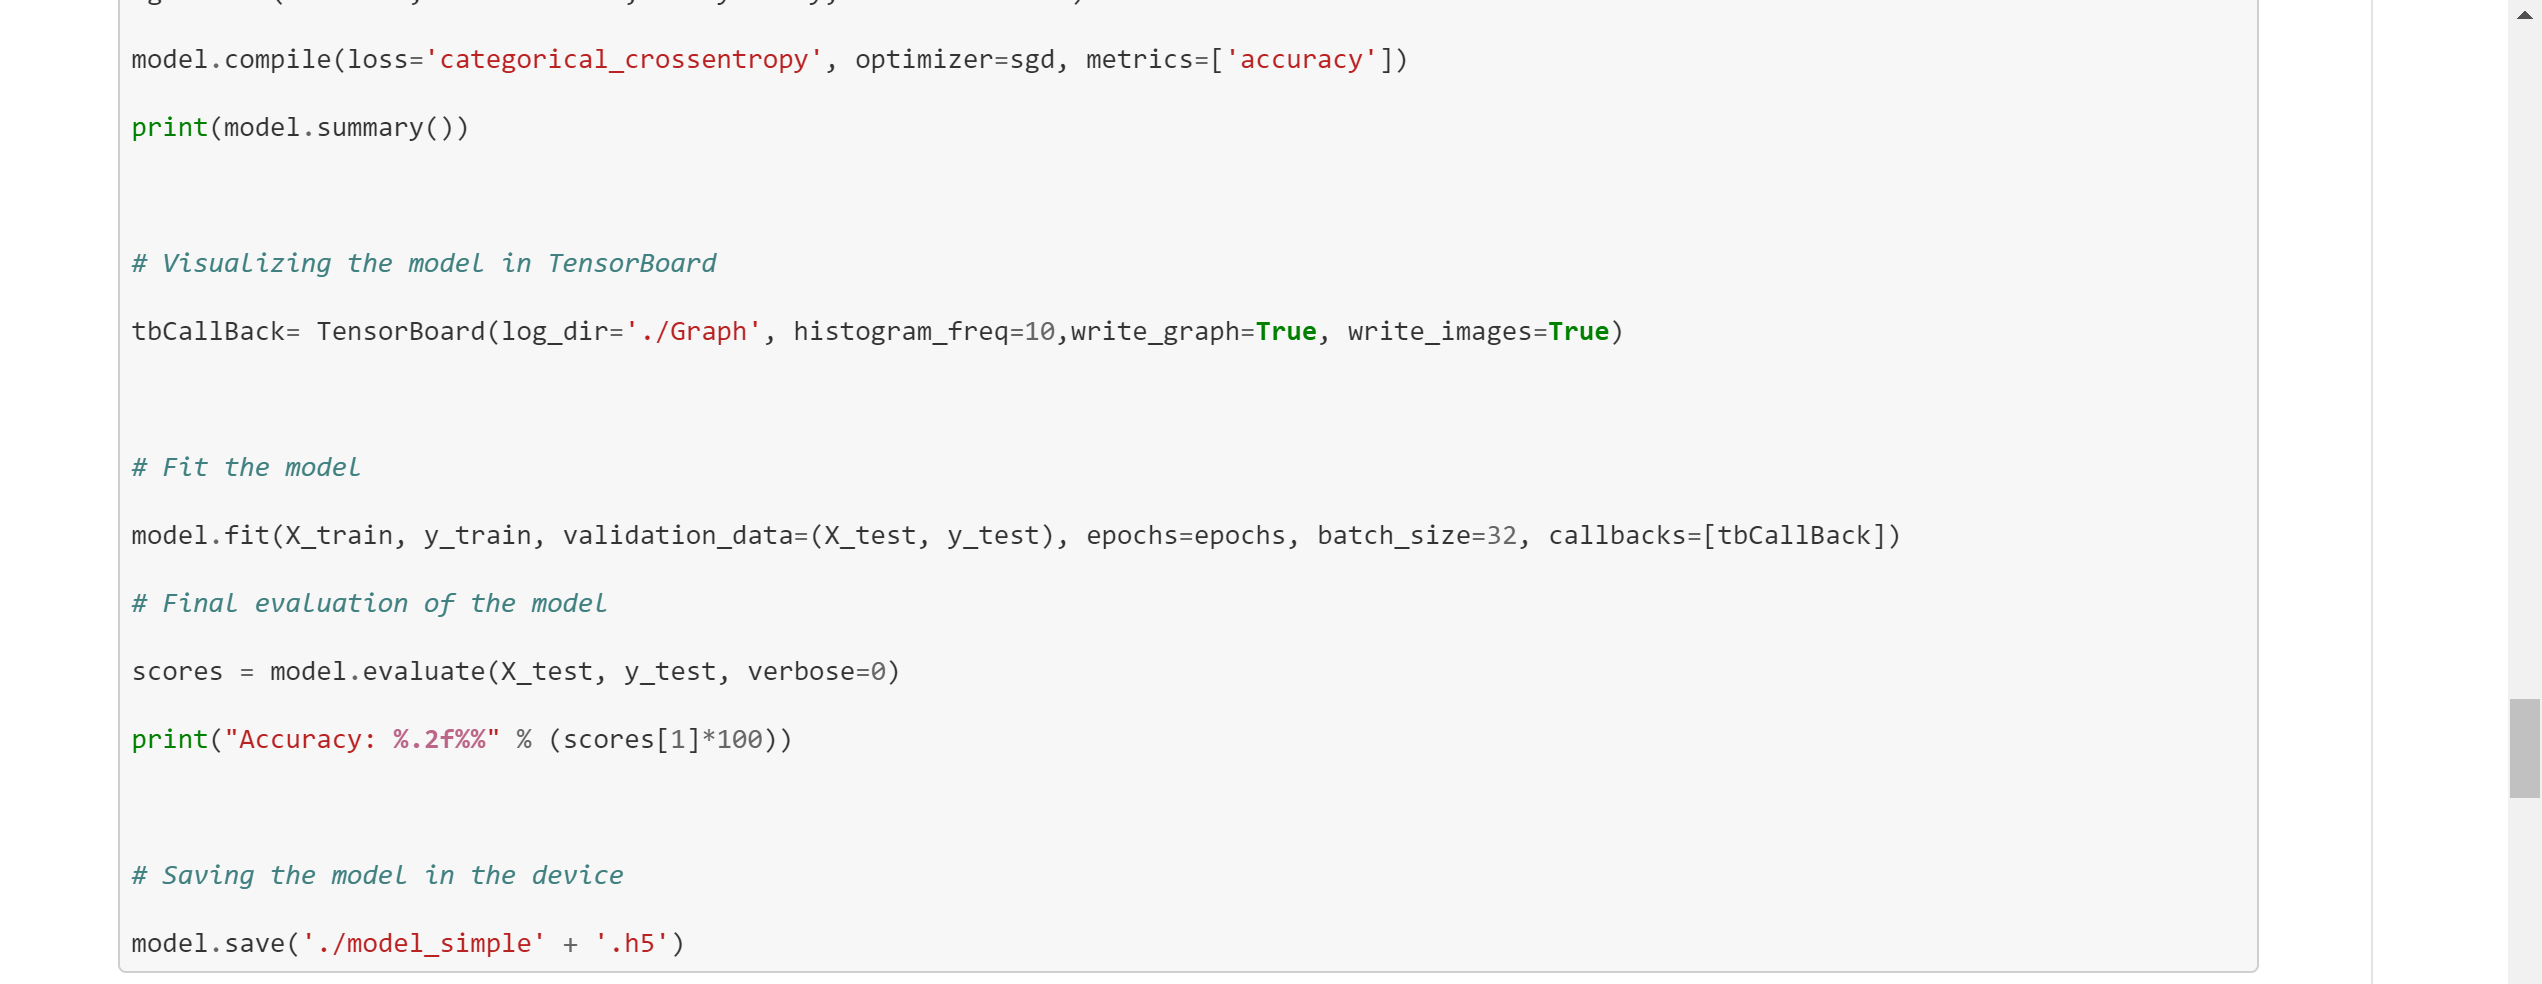 model.compile(loss='categorical_crossentropy', optimizer=sgd, metrics=['accuracy'])
print(model.summary())
# Visualizing the model in TensorBoard
tbCallBack= TensorBoard(log_dir='./Graph', histogram_freq=10,write_graph=True, write_images=True)
# Fit the model
model.fit(X_train, y_train, validation_data=(X_test, y_test), epochs=epochs, batch_size=32, callbacks=[tbCallBack])
# Final evaluation of the model
scores = model.evaluate(X_test, y_test, verbose=0)
print("Accuracy: %.2f%%" % (scores[1]*100))
# Saving the model in the device
model.save('./model_simple' + '.h5')